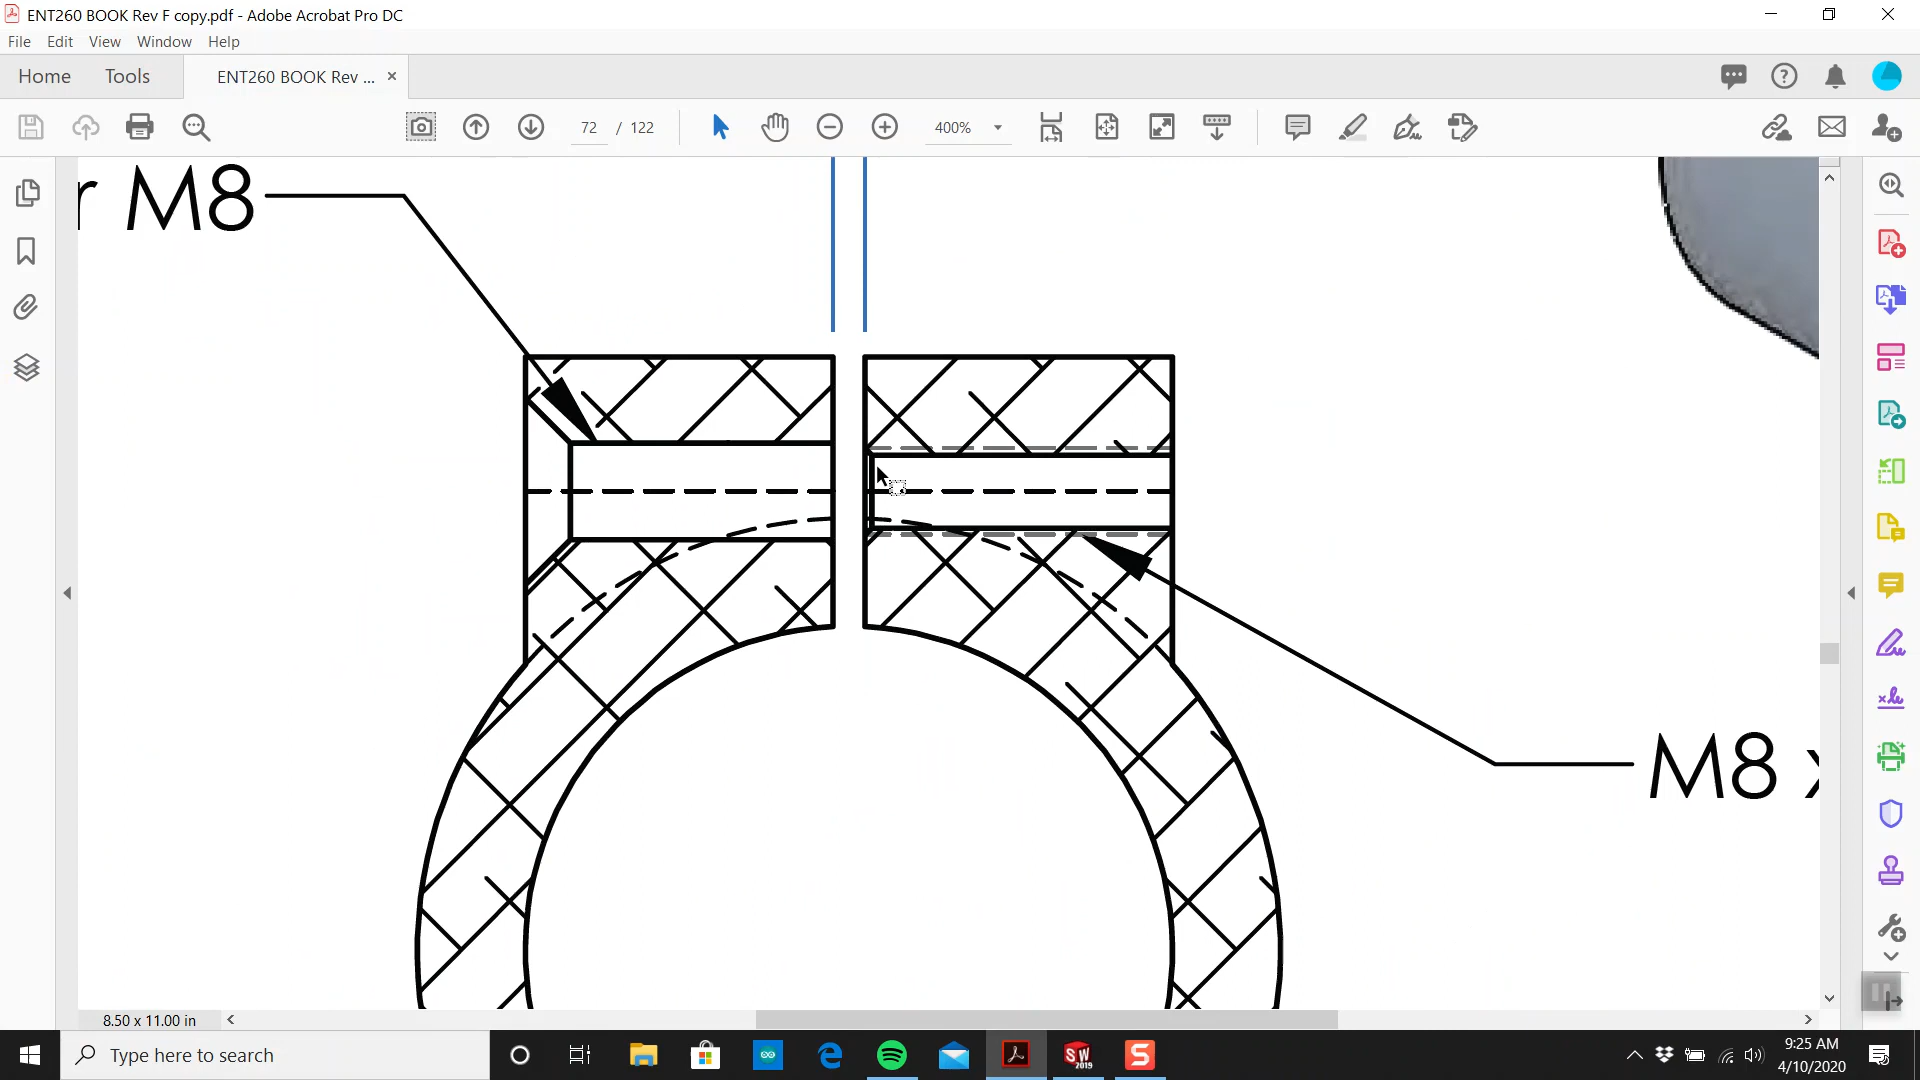 ENT260 BOOK Rev F copy.pdf - Adobe Acrobat Pro DC
File Edit View Window Help
Home Tools ENT260 BOOK Rev ... ×
72 / 122 400%
r M8
M8 x
8.50 x 11.00 in
Type here to search
SW
2019
S
9:25 AM
4/10/2020